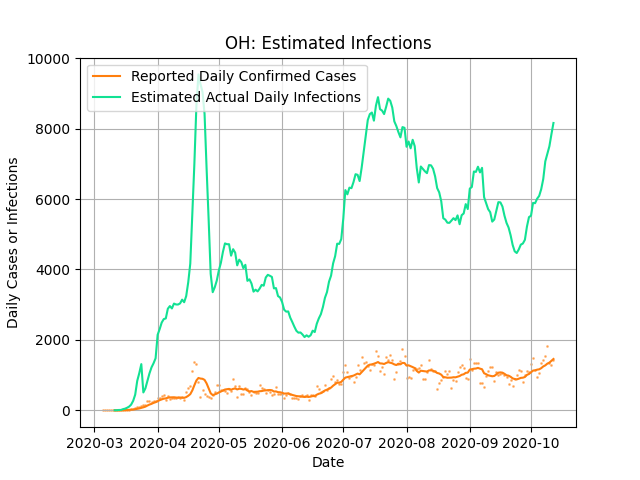 OH: Estimated Infections
Reported Daily Confirmed Cases
Estimated Actual Daily Infections
Daily Cases or Infections
10000
8000
6000
4000
2000
0
2020-03 2020-04 2020-05 2020-06 2020-07 2020-08 2020-09 2020-10
Date